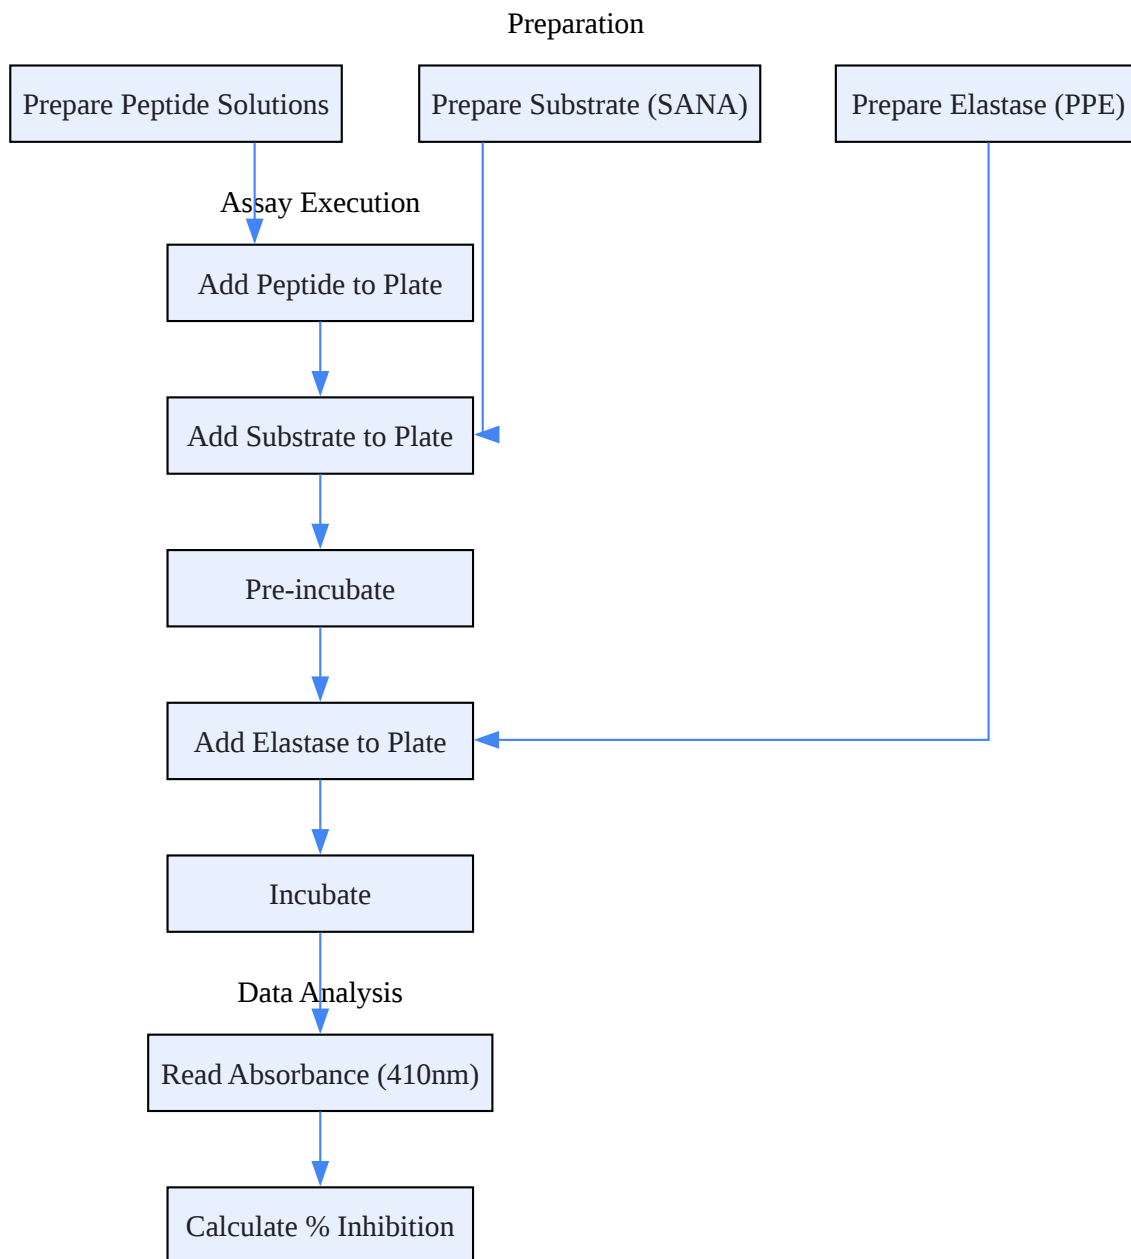 Preparation
Prepare Peptide Solutions
Prepare Substrate (SANA)
Prepare Elastase (PPE)
Assay Execution
Add Peptide to Plate
Add Substrate to Plate
Pre-incubate
Add Elastase to Plate
Incubate
Data Analysis
Read Absorbance (410nm)
Calculate % Inhibition